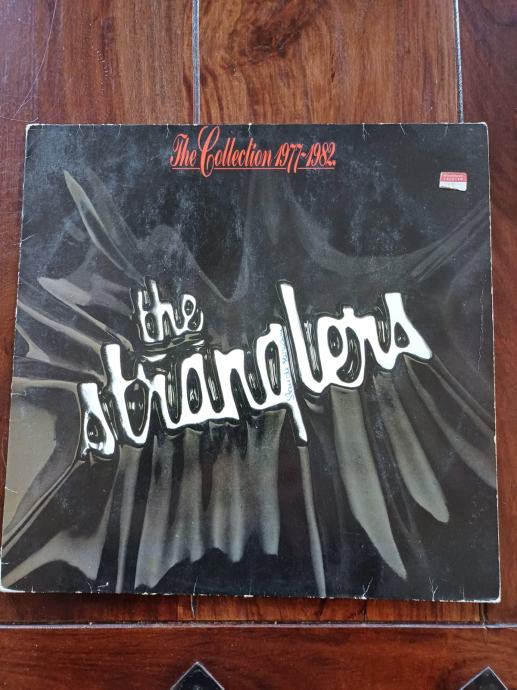 The Collection 1977-1982
the
stranglers